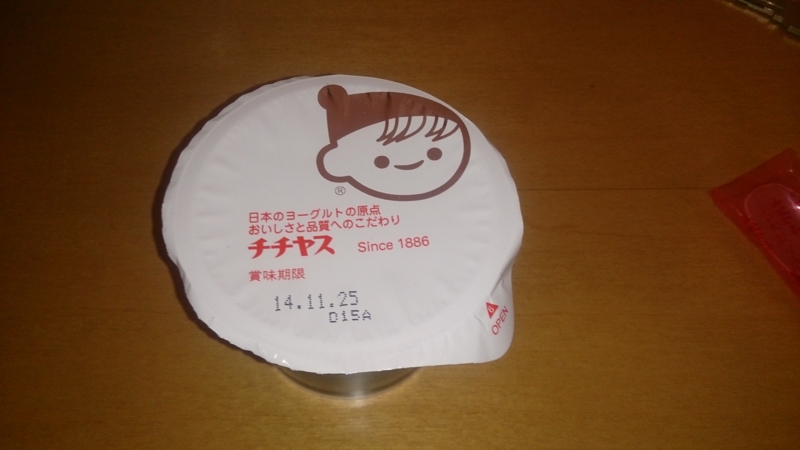 ®
日本のヨーグルトの原点
おいしさと品質へのこだわり
チチヤス Since 1886
賞味期限
14.11.25
D15A
OPEN